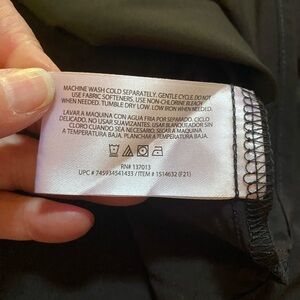 MACHINE WASH COLD SEPARATELY. GENTLE CYCLE. DO NOT
USE FABRIC SOFTENERS. USE NON-CHLORINE BLEACH
WHEN NEEDED. TUMBLE DRY LOW. LOW IRON WHEN NEEDED.
LAVAR A MAQUINA CON AGUA FRIA POR SEPARADO. CICLO
DELICADO. NO USAR SUAVIZANTES. USAR BLANQUEADOR SIN
CLORO CUANDO SEA NECESARIO. SECAR A MAQUINA
A TEMPERATURA BAJA. PLANCHAR A TEMPERATURA BAJA.
RN# 137013
UPC # 745934541433 / ITEM # 1514632 (F21)